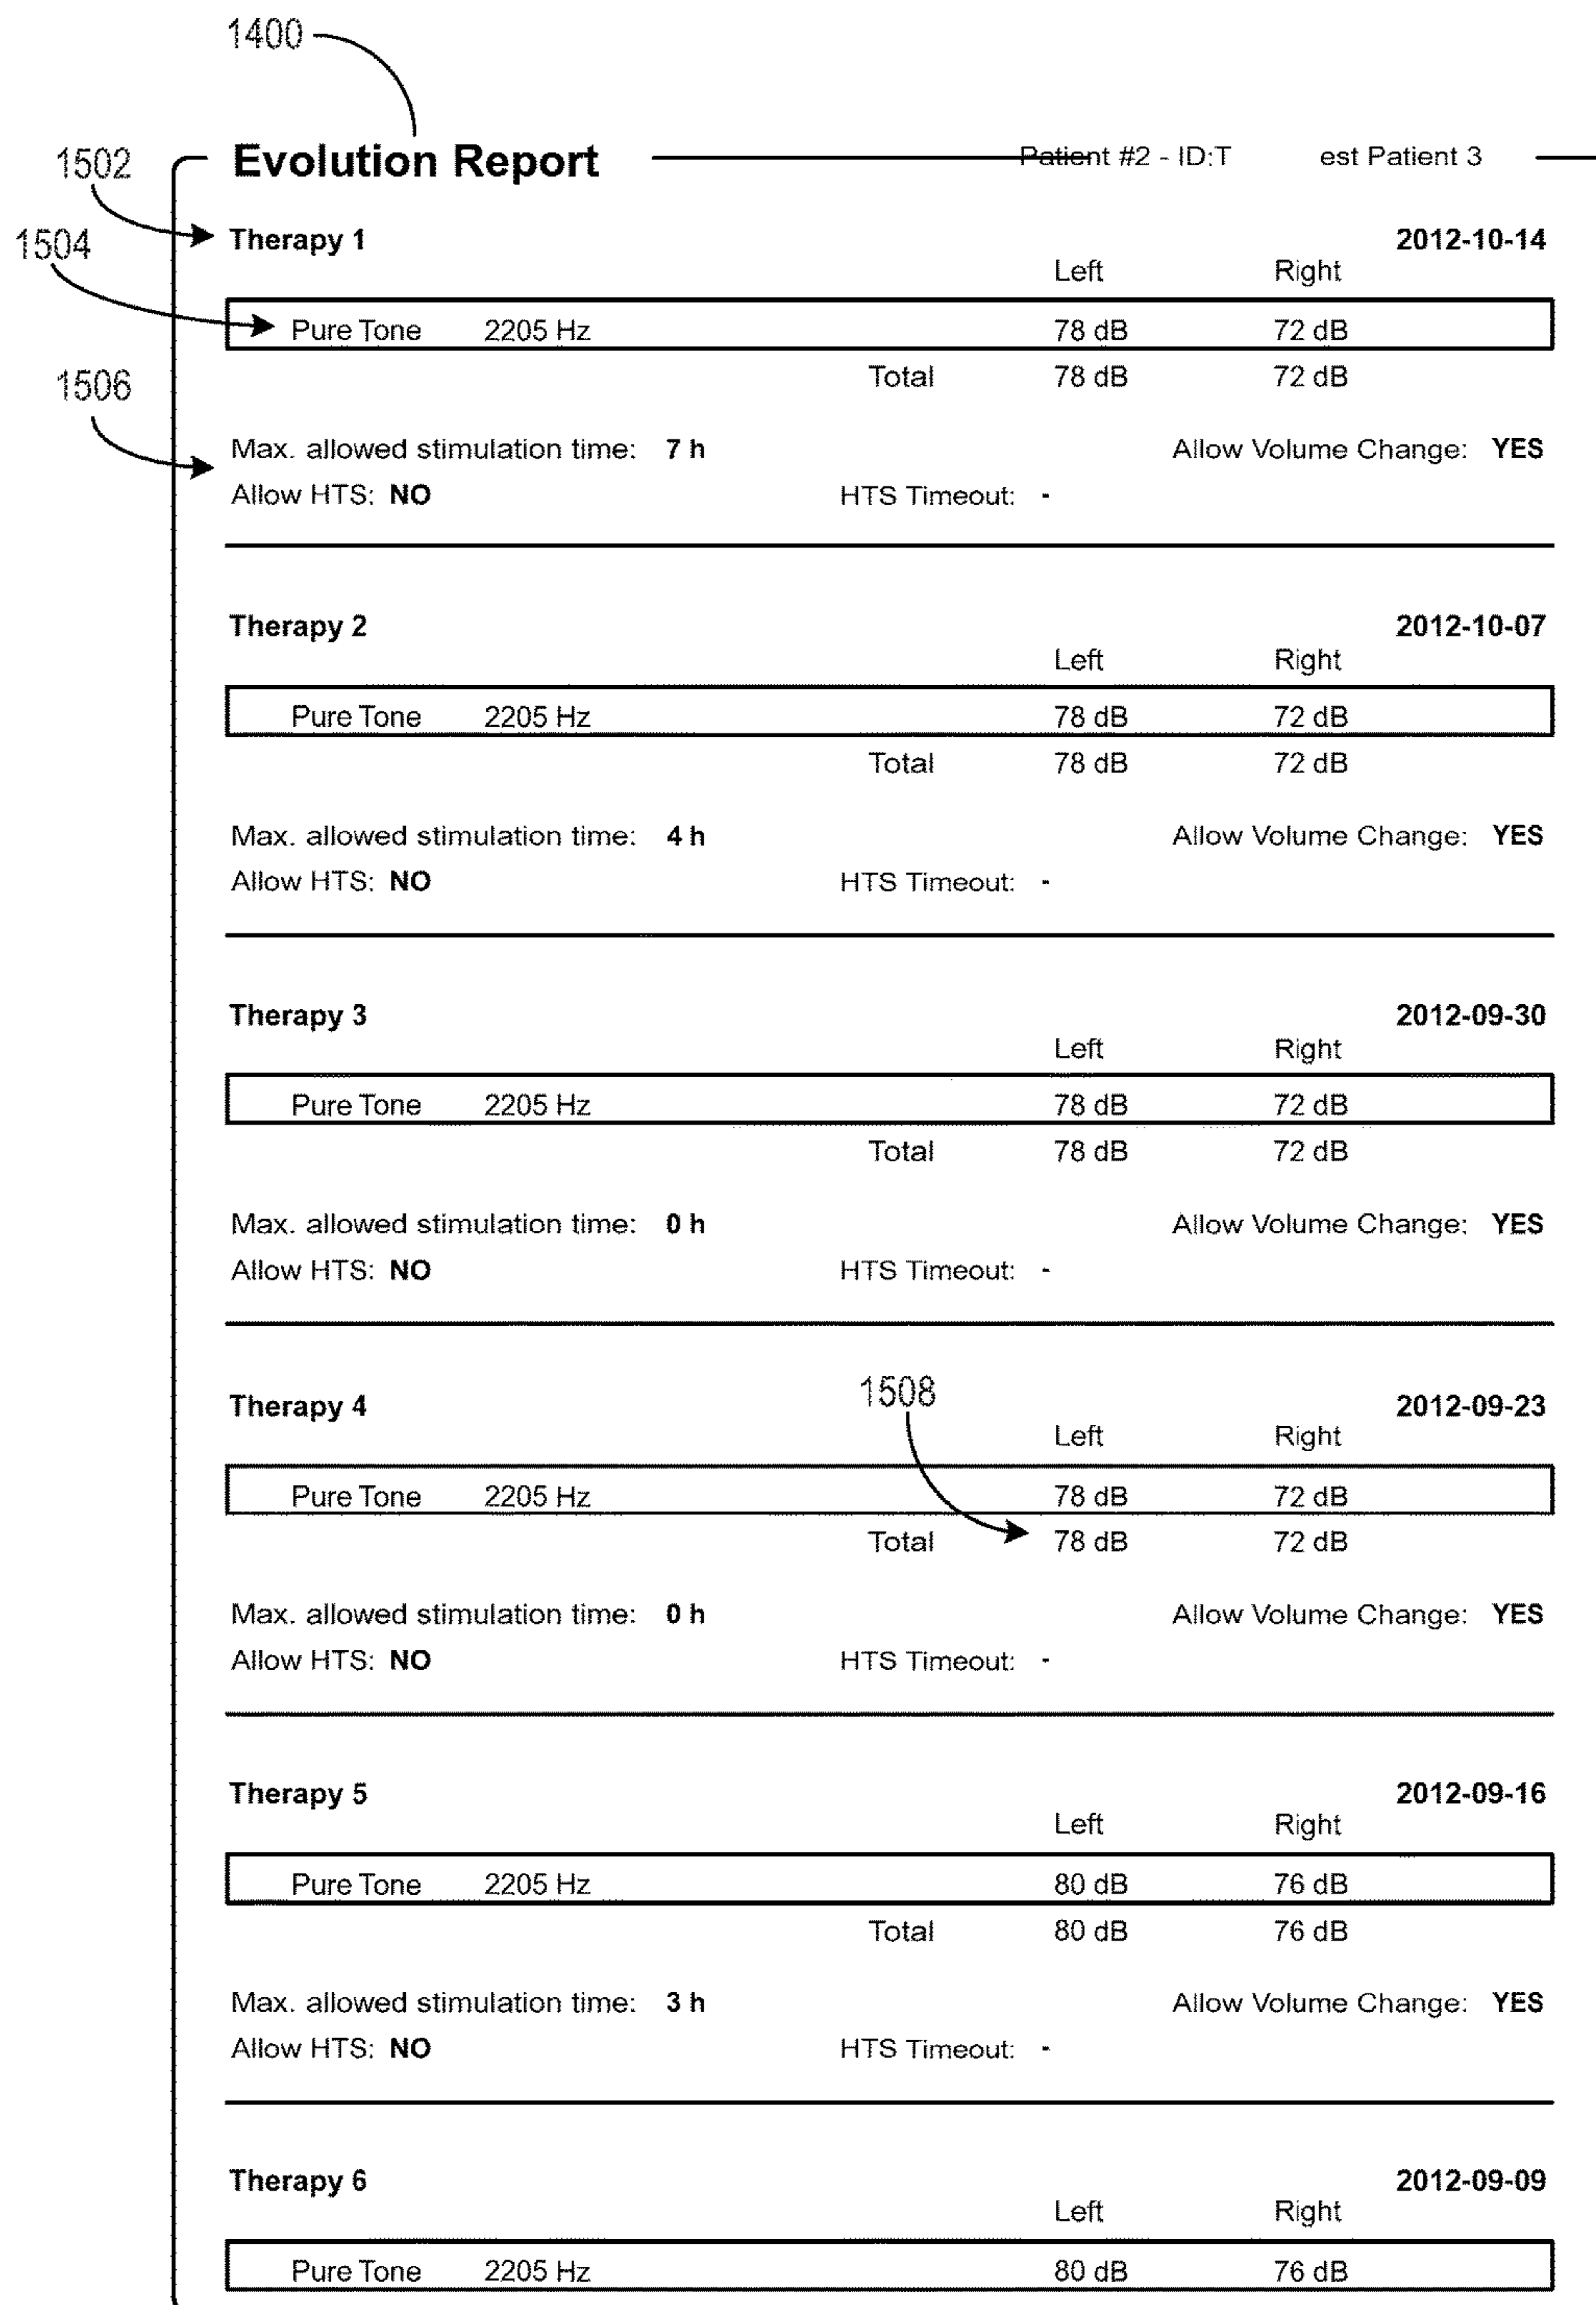 1400
Evolution Report Patient #2 - ID:T est Patient 3
1502
Therapy 1 2012-10-14
1504
Left Right
Pure Tone 2205 Hz 78 dB 72 dB
Total 78 dB 72 dB
1506
Max. allowed stimulation time: 7 h Allow Volume Change: YES
Allow HTS: NO HTS Timeout: -
Therapy 2 2012-10-07
Left Right
Pure Tone 2205 Hz 78 dB 72 dB
Total 78 dB 72 dB
Max. allowed stimulation time: 4 h Allow Volume Change: YES
Allow HTS: NO HTS Timeout: -
Therapy 3 2012-09-30
Left Right
Pure Tone 2205 Hz 78 dB 72 dB
Total 78 dB 72 dB
Max. allowed stimulation time: 0 h Allow Volume Change: YES
Allow HTS: NO HTS Timeout: -
1508
Therapy 4 2012-09-23
Left Right
Pure Tone 2205 Hz 78 dB 72 dB
Total 78 dB 72 dB
Max. allowed stimulation time: 0 h Allow Volume Change: YES
Allow HTS: NO HTS Timeout: -
Therapy 5 2012-09-16
Left Right
Pure Tone 2205 Hz 80 dB 76 dB
Total 80 dB 76 dB
Max. allowed stimulation time: 3 h Allow Volume Change: YES
Allow HTS: NO HTS Timeout: -
Therapy 6 2012-09-09
Left Right
Pure Tone 2205 Hz 80 dB 76 dB